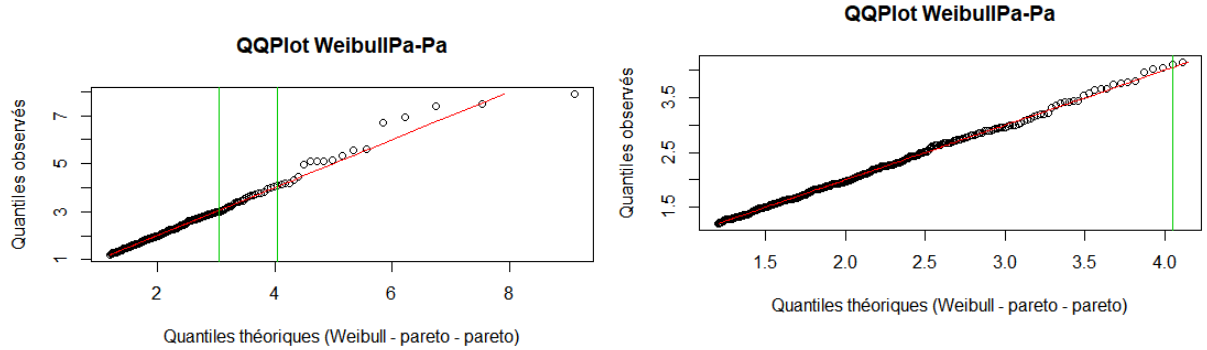 QQPlot WeibullPa-Pa
Quantiles observés
1
3
5
7
2
4
6
8
Quantiles théoriques (Weibull - pareto - pareto)
QQPlot WeibullPa-Pa
Quantiles observés
1.5
2.5
3.5
1.5
2.0
2.5
3.0
3.5
4.0
Quantiles théoriques (Weibull - pareto - pareto)